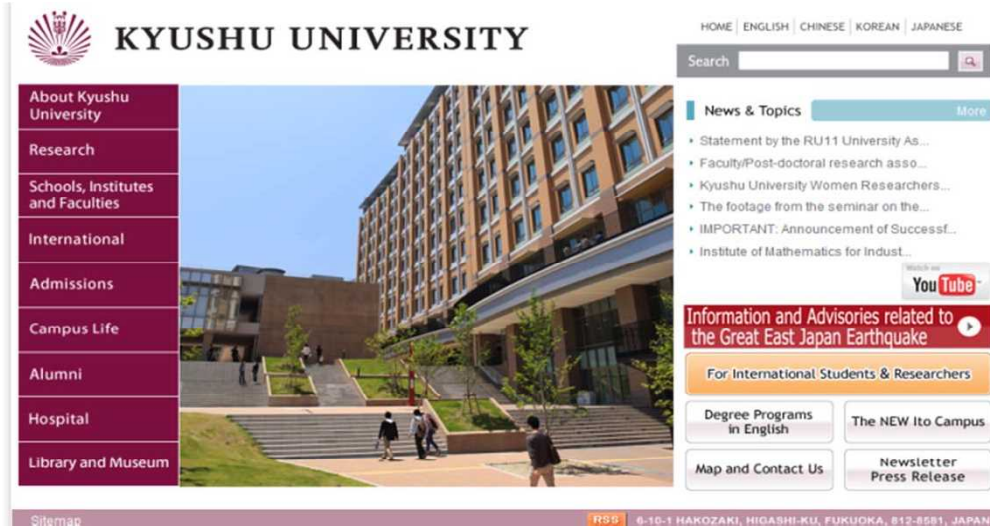 KYUSHU UNIVERSITY
HOME | ENGLISH | CHINESE | KOREAN | JAPANESE
Search
About Kyushu
University
Research
Schools, Institutes
and Faculties
International
Admissions
Campus Life
Alumni
Hospital
Library and Museum
News & Topics
More
Statement by the RU11 University As...
Faculty/Post-doctoral research asso...
Kyushu University Women Researchers...
The footage from the seminar on the...
IMPORTANT: Announcement of Successf...
Institute of Mathematics for Indust...
Watch on
YouTube
Information and Advisories related to
the Great East Japan Earthquake
For International Students & Researchers
Degree Programs
in English
The NEW Ito Campus
Map and Contact Us
Newsletter
Press Release
Sitemap
RSS
6-10-1 HAKOZAKI, HIGASHI-KU, FUKUOKA, 812-8581, JAPAN